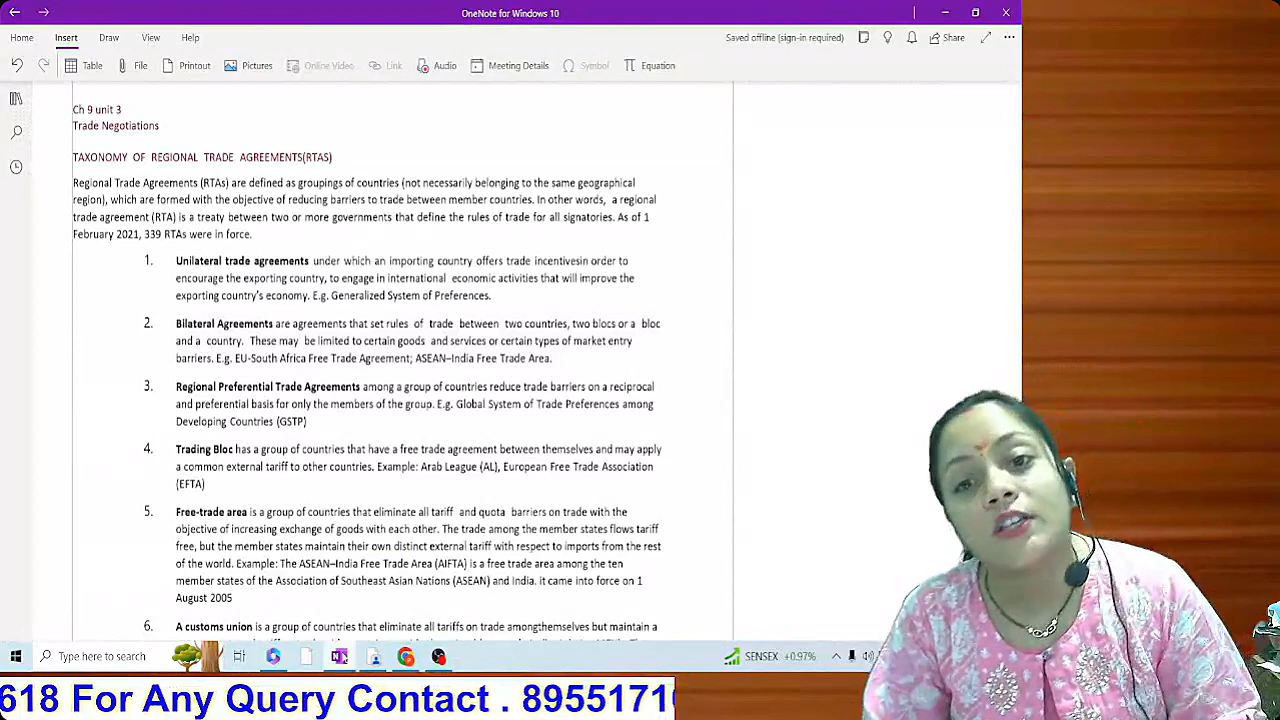 OneNote for Windows 10
Home Insert Draw View Help
Saved offline (sign-in required)
Share
Table File Printout Pictures Online Video Link Audio Meeting Details Symbol Equation
Ch 9 unit 3
Trade Negotiations
TAXONOMY OF REGIONAL TRADE AGREEMENTS(RTAS)
Regional Trade Agreements (RTAs) are defined as groupings of countries (not necessarily belonging to the same geographical
region), which are formed with the objective of reducing barriers to trade between member countries. In other words, a regional
trade agreement (RTA) is a treaty between two or more governments that define the rules of trade for all signatories. As of 1
February 2021, 339 RTAs were in force.
1. Unilateral trade agreements under which an importing country offers trade incentivesin order to
encourage the exporting country, to engage in international economic activities that will improve the
exporting country's economy. E.g. Generalized System of Preferences.
2. Bilateral Agreements are agreements that set rules of trade between two countries, two blocs or a bloc
and a country. These may be limited to certain goods and services or certain types of market entry
barriers. E.g. EU-South Africa Free Trade Agreement; ASEAN–India Free Trade Area.
3. Regional Preferential Trade Agreements among a group of countries reduce trade barriers on a reciprocal
and preferential basis for only the members of the group. E.g. Global System of Trade Preferences among
Developing Countries (GSTP)
4. Trading Bloc has a group of countries that have a free trade agreement between themselves and may apply
a common external tariff to other countries. Example: Arab League (AL), European Free Trade Association
(EFTA)
5. Free-trade area is a group of countries that eliminate all tariff and quota barriers on trade with the
objective of increasing exchange of goods with each other. The trade among the member states flows tariff
free, but the member states maintain their own distinct external tariff with respect to imports from the rest
of the world. Example: The ASEAN–India Free Trade Area (AIFTA) is a free trade area among the ten
member states of the Association of Southeast Asian Nations (ASEAN) and India. it came into force on 1
August 2005
6. A customs union is a group of countries that eliminate all tariffs on trade amongthemselves but maintain a
Type here to search
SENSEX +0.97%
618 For Any Query Contact . 8955171